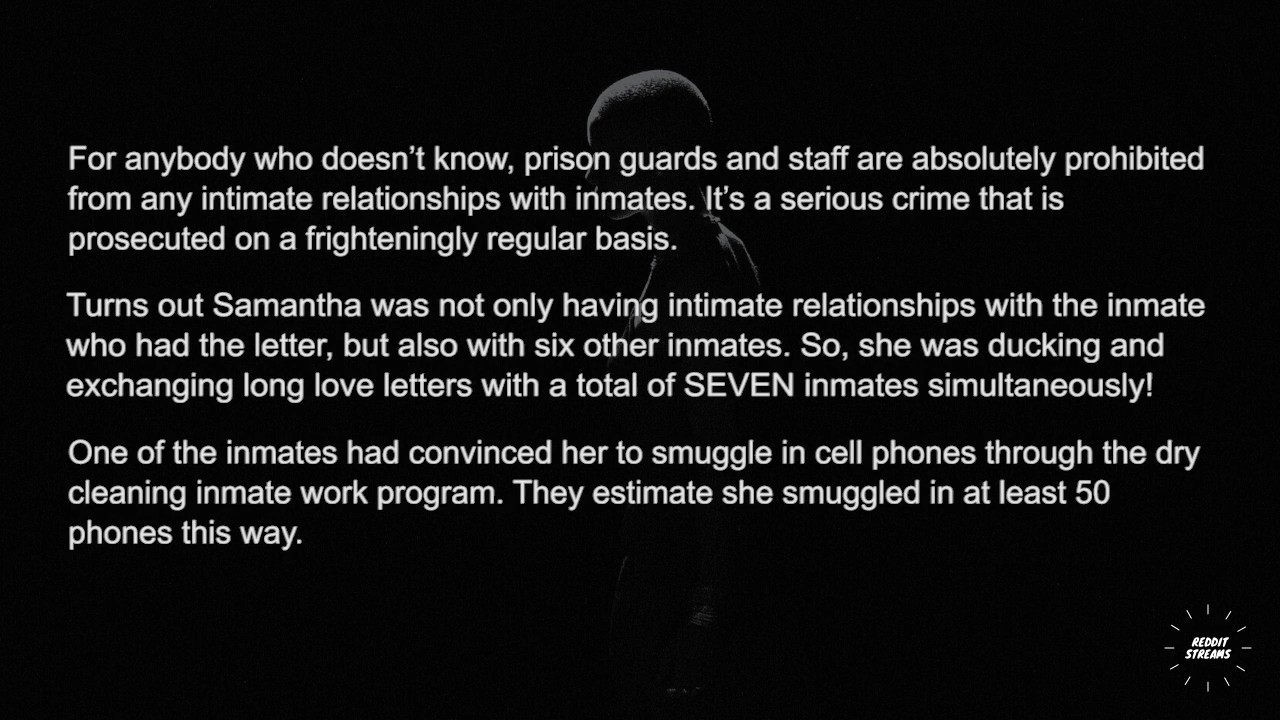 For anybody who doesn’t know, prison guards and staff are absolutely prohibited
from any intimate relationships with inmates. It’s a serious crime that is
prosecuted on a frighteningly regular basis.
Turns out Samantha was not only having intimate relationships with the inmate
who had the letter, but also with six other inmates. So, she was ducking and
exchanging long love letters with a total of SEVEN inmates simultaneously!
One of the inmates had convinced her to smuggle in cell phones through the dry
cleaning inmate work program. They estimate she smuggled in at least 50
phones this way.
REDDIT
STREAMS